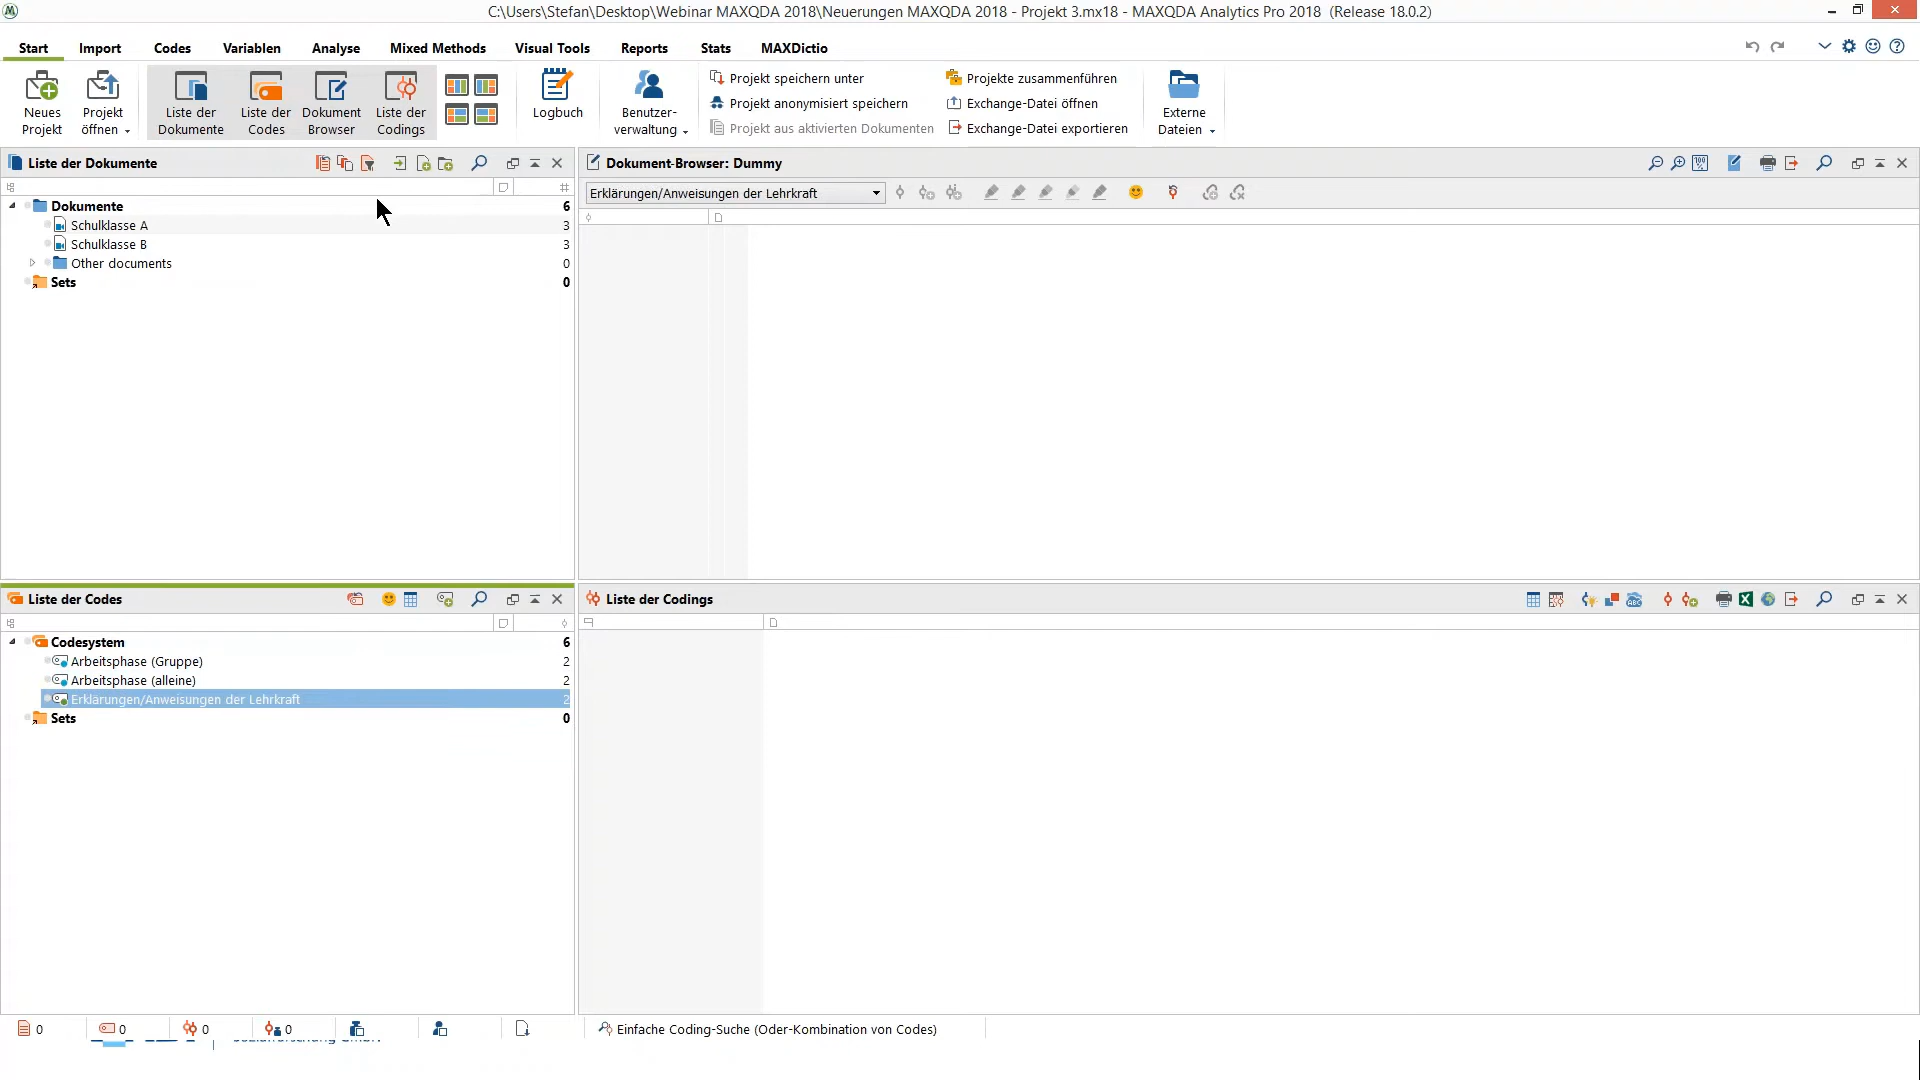 C:\Users\Stefan\Desktop\Webinar MAXQDA 2018\Neuerungen MAXQDA 2018 - Projekt 3.mx18 - MAXQDA Analytics Pro 2018 (Release 18.0.2)
Start Import Codes Variablen Analyse Mixed Methods Visual Tools Reports Stats MAXDictio
Neues Projekt
Projekt öffnen
Liste der Dokumente
Liste der Codes
Dokument Browser
Liste der Codings
Logbuch
Benutzer-verwaltung
Projekt speichern unter
Projekt anonymisiert speichern
Projekt aus aktivierten Dokumenten
Projekte zusammenführen
Exchange-Datei öffnen
Exchange-Datei exportieren
Externe Dateien
Liste der Dokumente
Dokumente 6
Schulklasse A 3
Schulklasse B 3
Other documents 0
Sets 0
Dokument-Browser: Dummy
Erklärungen/Anweisungen der Lehrkraft
Liste der Codes
Codesystem 6
Arbeitsphase (Gruppe) 2
Arbeitsphase (alleine) 2
Erklärungen/Anweisungen der Lehrkraft 2
Sets 0
Liste der Codings
0 0 0 0
Einfache Coding-Suche (Oder-Kombination von Codes)